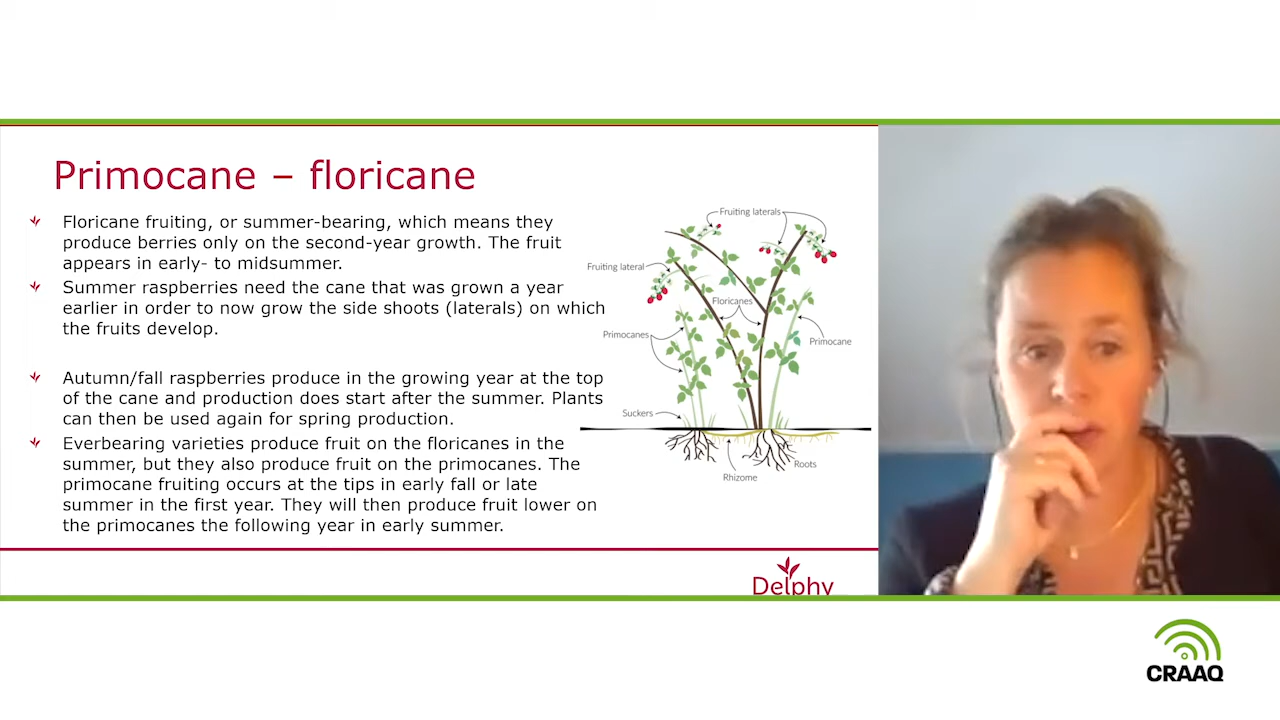 Primocane – floricane
Floricane fruiting, or summer-bearing, which means they
produce berries only on the second-year growth. The fruit
appears in early- to midsummer.
Summer raspberries need the cane that was grown a year
earlier in order to now grow the side shoots (laterals) on which
the fruits develop.
Autumn/fall raspberries produce in the growing year at the top
of the cane and production does start after the summer. Plants
can then be used again for spring production.
Everbearing varieties produce fruit on the floricanes in the
summer, but they also produce fruit on the primocanes. The
primocane fruiting occurs at the tips in early fall or late
summer in the first year. They will then produce fruit lower on
the primocanes the following year in early summer.
Fruiting laterals
Fruiting lateral
Floricanes
Primocanes
Primocane
Suckers
Roots
Rhizome
Delphy
CRAAQ